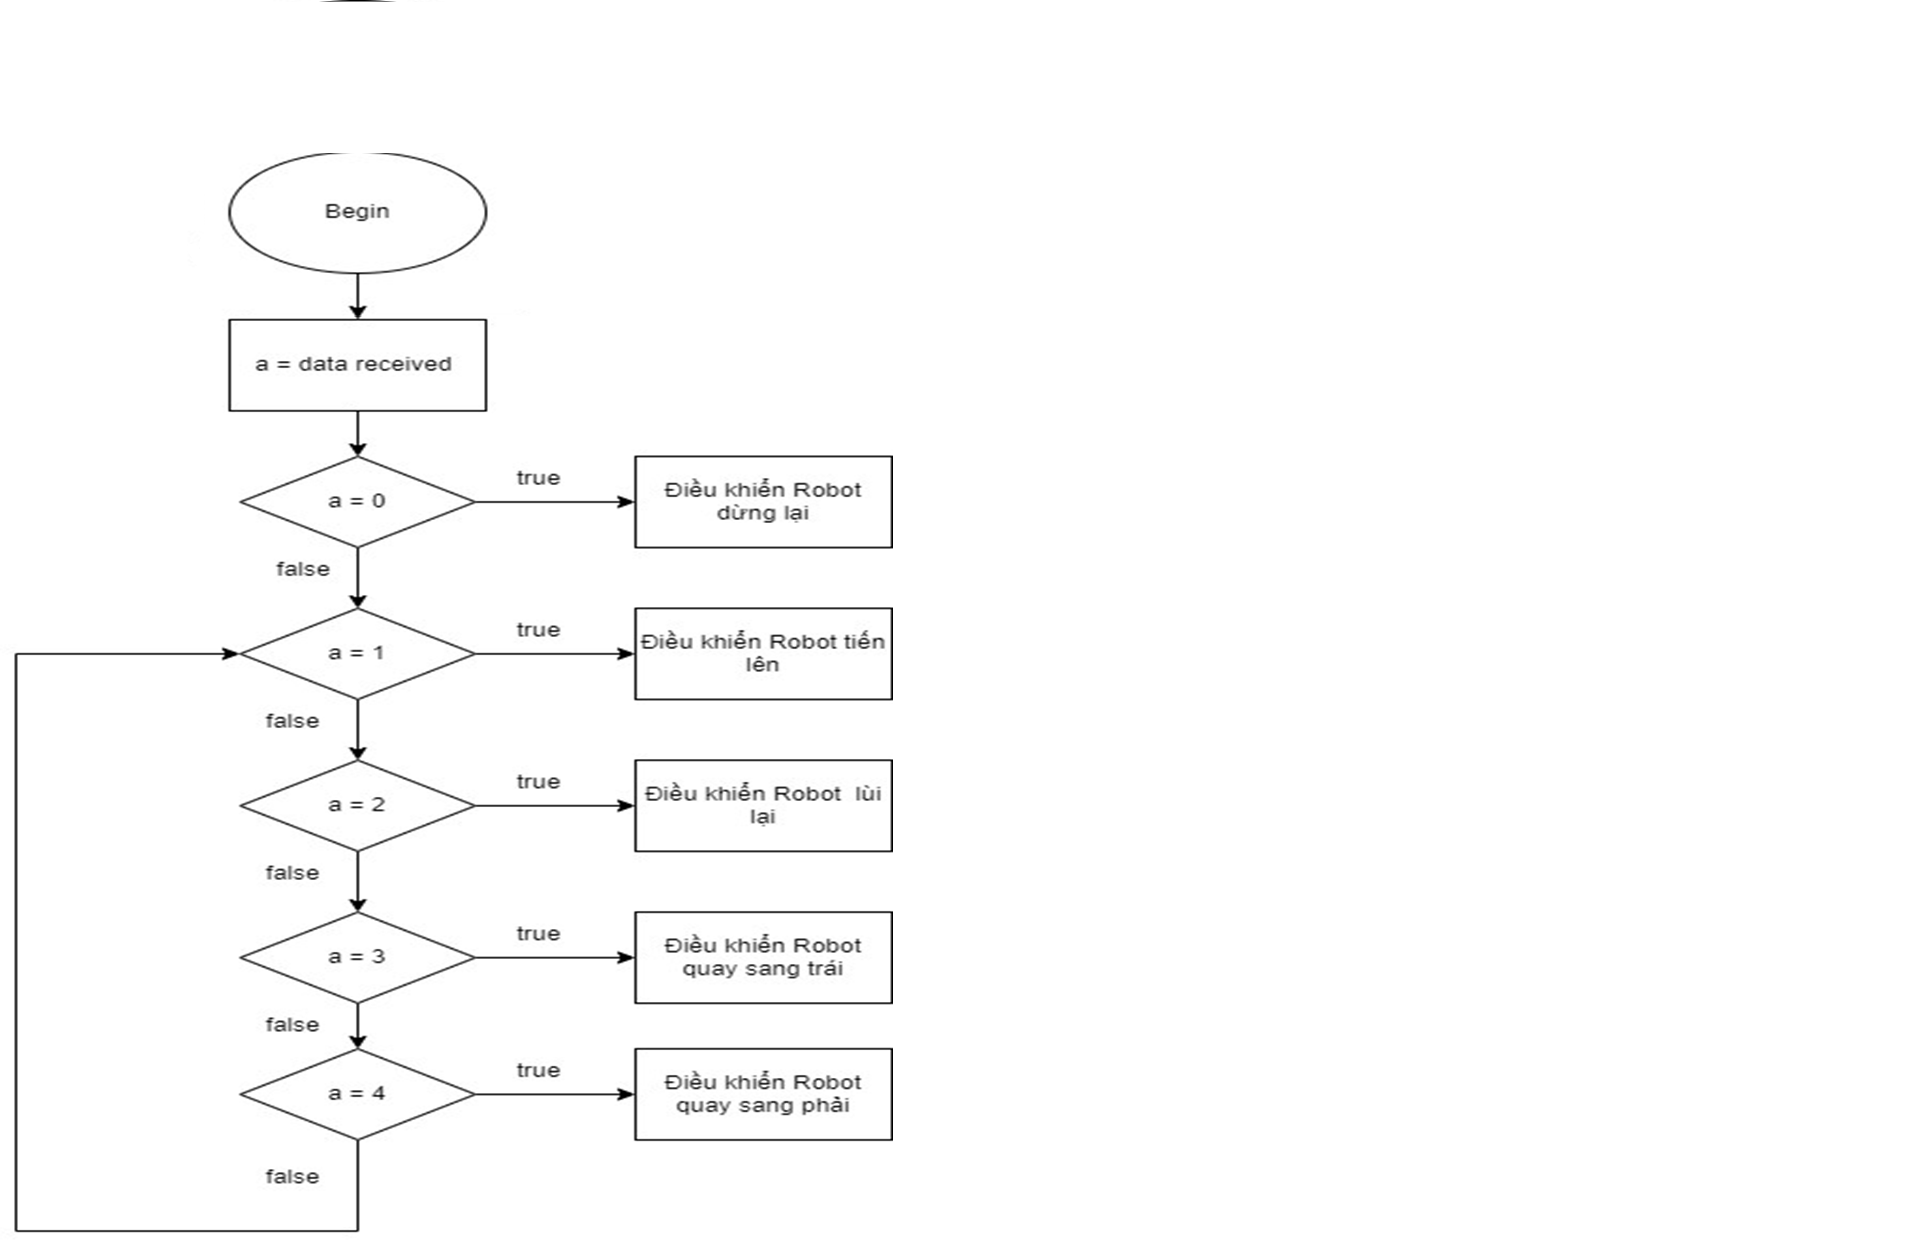 Begin
a = data received
a = 0
true
Điều khiển Robot
dừng lại
false
a = 1
true
Điều khiển Robot tiến
lên
false
a = 2
true
Điều khiển Robot lùi
lại
false
a = 3
true
Điều khiển Robot
quay sang trái
false
a = 4
true
Điều khiển Robot
quay sang phải
false